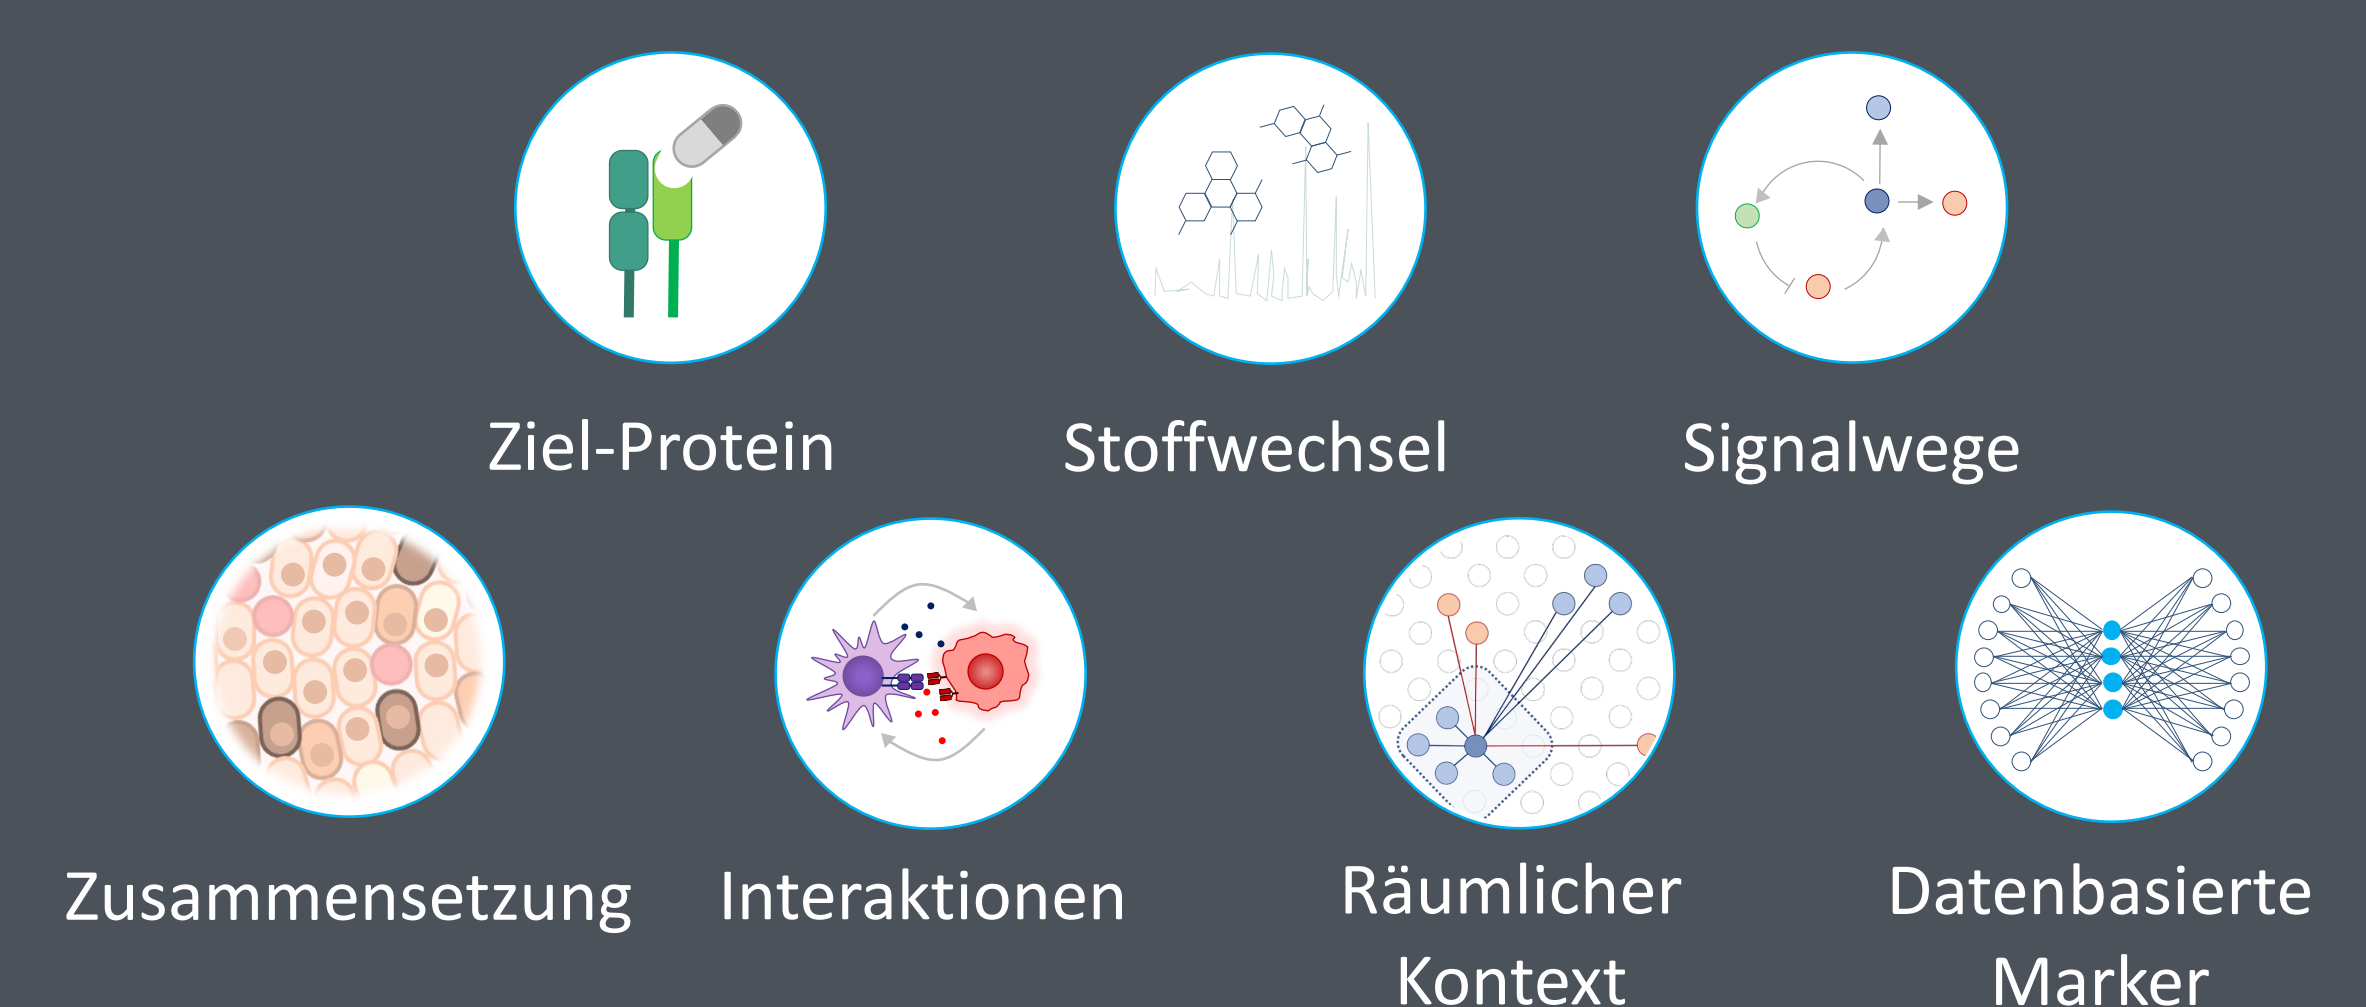 Ziel-Protein
Stoffwechsel
Signalwege
Zusammensetzung
Interaktionen
Räumlicher
Kontext
Datenbasierte
Marker